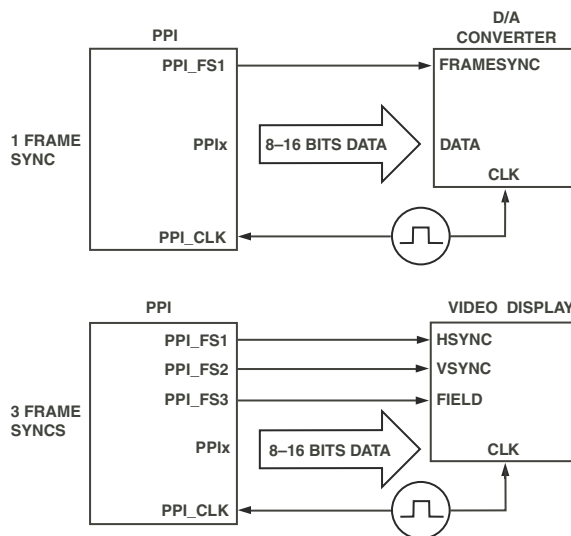 PPI
D/A
CONVERTER
PPI_FS1
FRAMESYNC
1 FRAME
SYNC
PPIx
8–16 BITS DATA
DATA
CLK
PPI_CLK
PPI
VIDEO DISPLAY
PPI_FS1
HSYNC
PPI_FS2
VSYNC
PPI_FS3
FIELD
3 FRAME
SYNCS
PPIx
8–16 BITS DATA
CLK
PPI_CLK